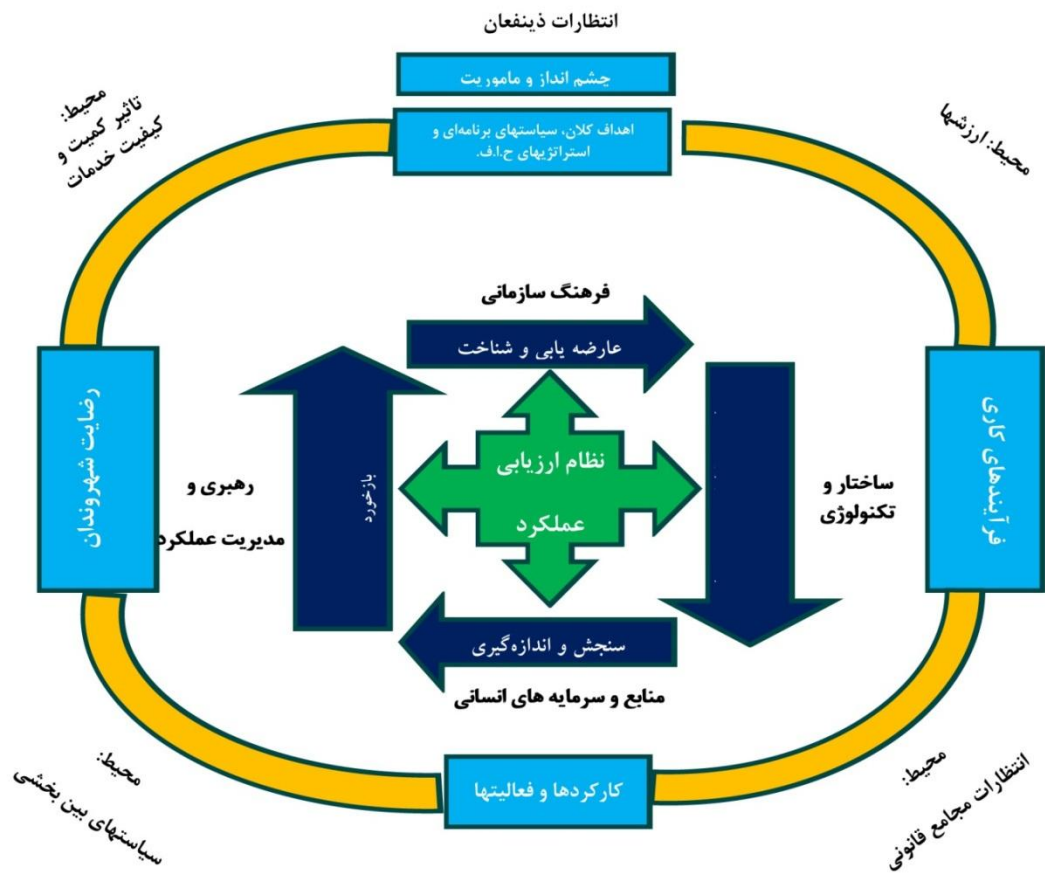 انتظارات ذینفعان
چشم انداز و ماموریت
اهداف کلان، سیاستهای برنامه‌ای و
استراتژیهای ح.ا.ف.
محیط: ارزشها
محیط:
تاثیر کمیت و
کیفیت خدمات
فرهنگ سازمانی
عارضه یابی و شناخت
فرآیندهای کاری
ساختار و
تکنولوژی
نظام ارزیابی
عملکرد
بازخورد
رهبری و
مدیریت عملکرد
رضایت شهروندان
سنجش و اندازه‌گیری
منابع و سرمایه های انسانی
کارکردها و فعالیتها
محیط:
انتظارات مجامع قانونی
محیط:
سیاستهای بین بخشی